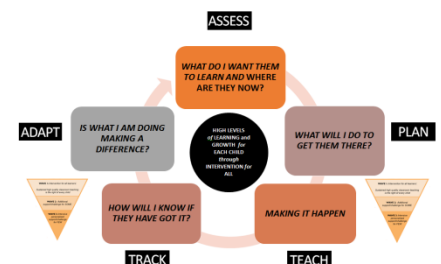 ASSESS
WHAT DO I WANT THEM
TO LEARN AND WHERE
ARE THEY NOW?
ADAPT
IS WHAT I AM DOING
MAKING A
DIFFERENCE?
HIGH LEVELS
of LEARNING and
GROWTH for
EACH CHILD
through
INTERVENTION for
ALL
WHAT WILL I DO TO
GET THEM THERE?
PLAN
HOW WILL I KNOW IF
THEY HAVE GOT IT?
MAKING IT HAPPEN
TRACK
TEACH